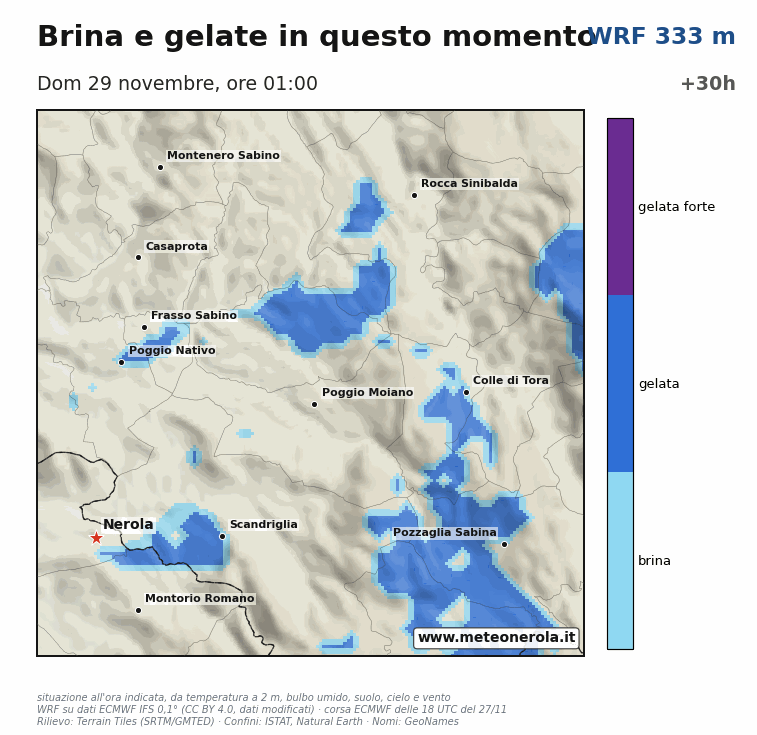 Brina e gelate in questo momento
WRF 333 m
Dom 29 novembre, ore 01:00
+30h
Montenero Sabino
Rocca Sinibalda
gelata forte
Casaprota
Frasso Sabino
Poggio Nativo
gelata
Colle di Tora
Poggio Moiano
Nerola
Scandriglia
Pozzaglia Sabina
brina
Montorio Romano
www.meteonerola.it
situazione all'ora indicata, da temperatura a 2 m, bulbo umido, suolo, cielo e vento
WRF su dati ECMWF IFS 0,1° (CC BY 4.0, dati modificati) · corsa ECMWF delle 18 UTC del 27/11
Rilievo: Terrain Tiles (SRTM/GMTED) · Confini: ISTAT, Natural Earth · Nomi: GeoNames